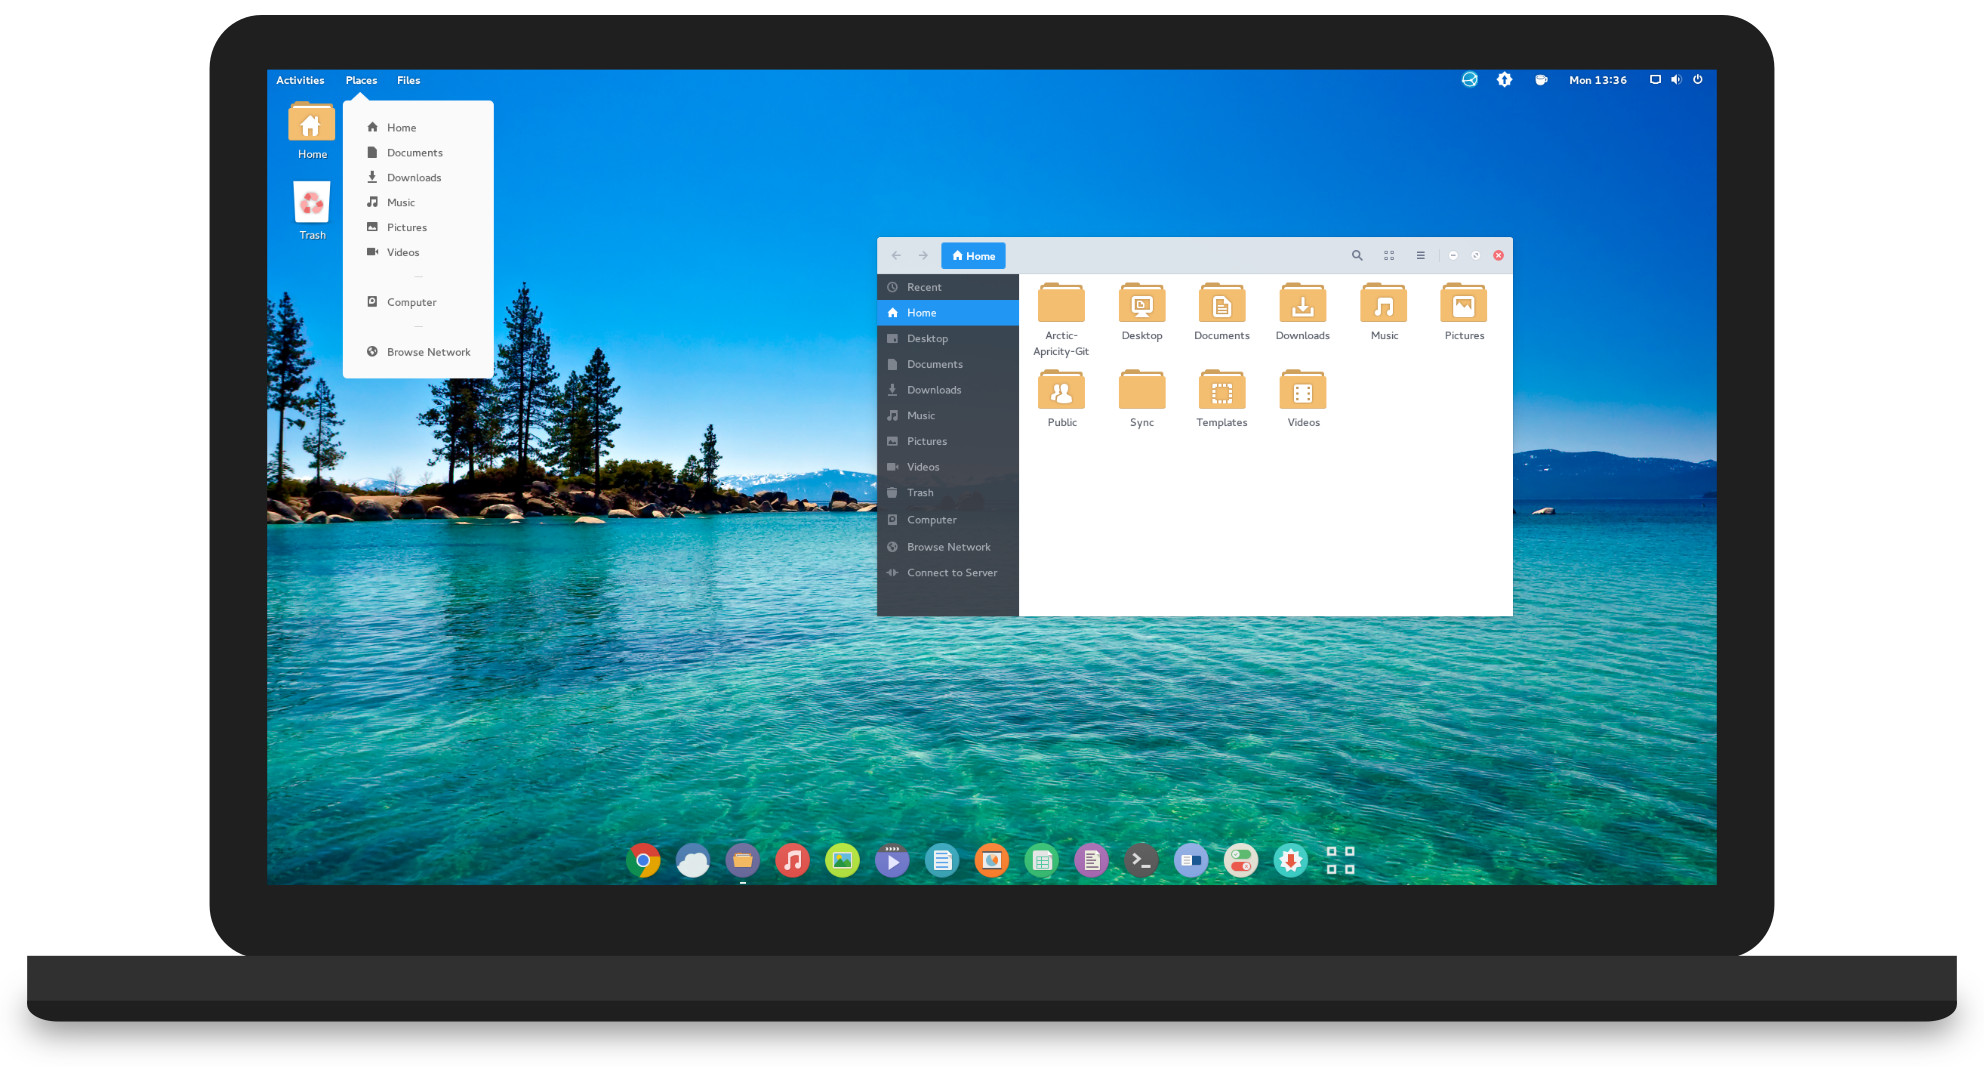 Activities Places Files
Mon 13:36
Home
Trash
Home
Documents
Downloads
Music
Pictures
Videos
Computer
Browse Network
Home
Recent
Home
Desktop
Documents
Downloads
Music
Pictures
Videos
Trash
Computer
Browse Network
Connect to Server
Arctic-
Apricity-Git
Desktop
Documents
Downloads
Music
Pictures
Public
Sync
Templates
Videos